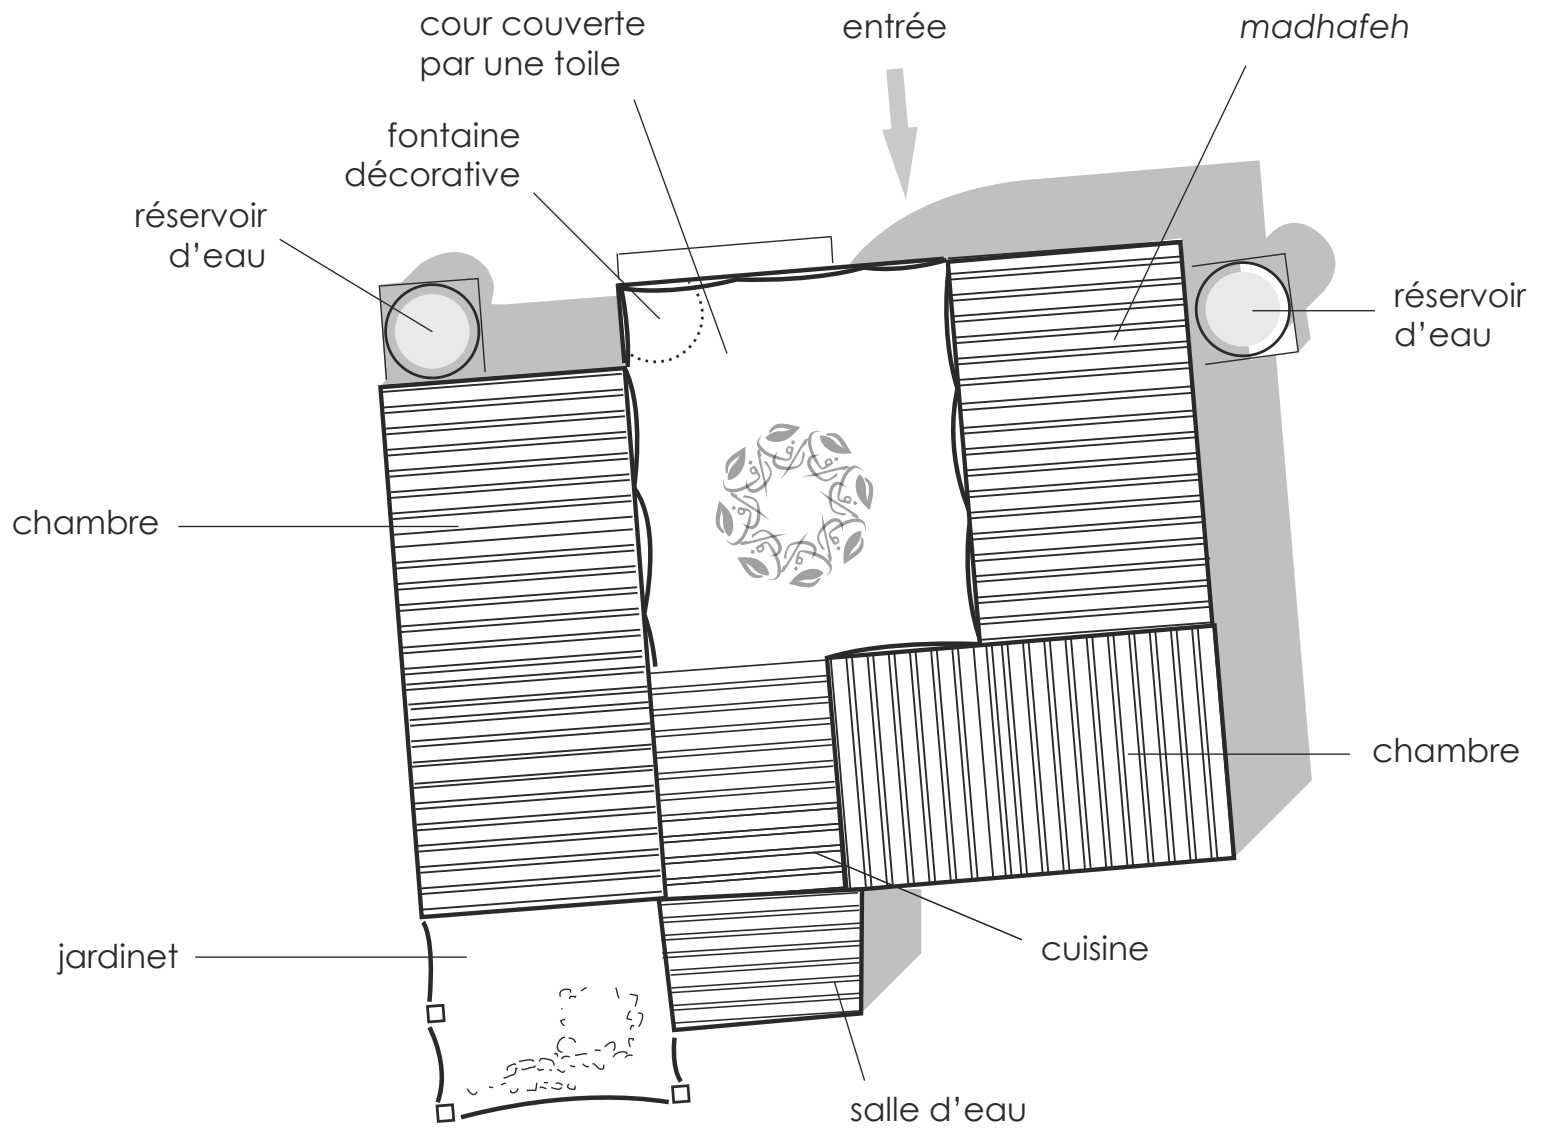 cour couverte
par une toile
entrée
madhafeh
fontaine
décorative
réservoir
d’eau
réservoir
d’eau
chambre
chambre
jardinet
cuisine
salle d’eau